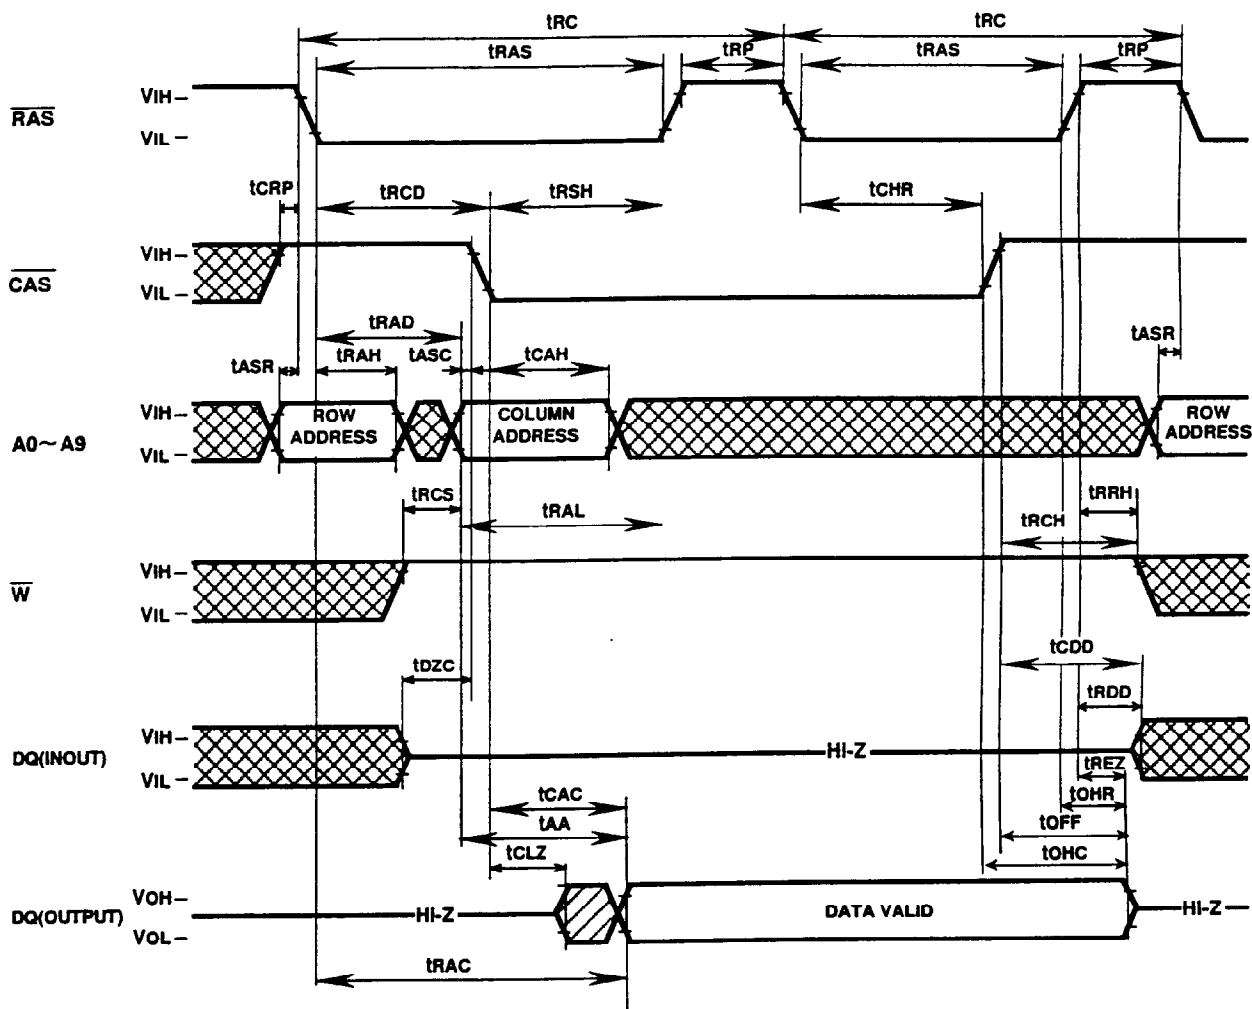 tRC tRC
tRAS tRP tRAS tRP
RAS VIH
VIL
tCRP tRCD tRSH tCHR
CAS VIH
VIL
tRAD
tASR tRAH tASC tCAH tASR
A0～A9 VIH
VIL
ROW
ADDRESS
COLUMN
ADDRESS
ROW
ADDRESS
tRCS tRAL tRRH
tRCH
W VIH
VIL
tDZC tCDD
tRDD
DQ(INOUT) VIH
VIL
HI-Z
tREZ
tCAC tOHR
tAA tOFF
tCLZ tOHC
DQ(OUTPUT) VOH
VOL
HI-Z DATA VALID HI-Z
tRAC